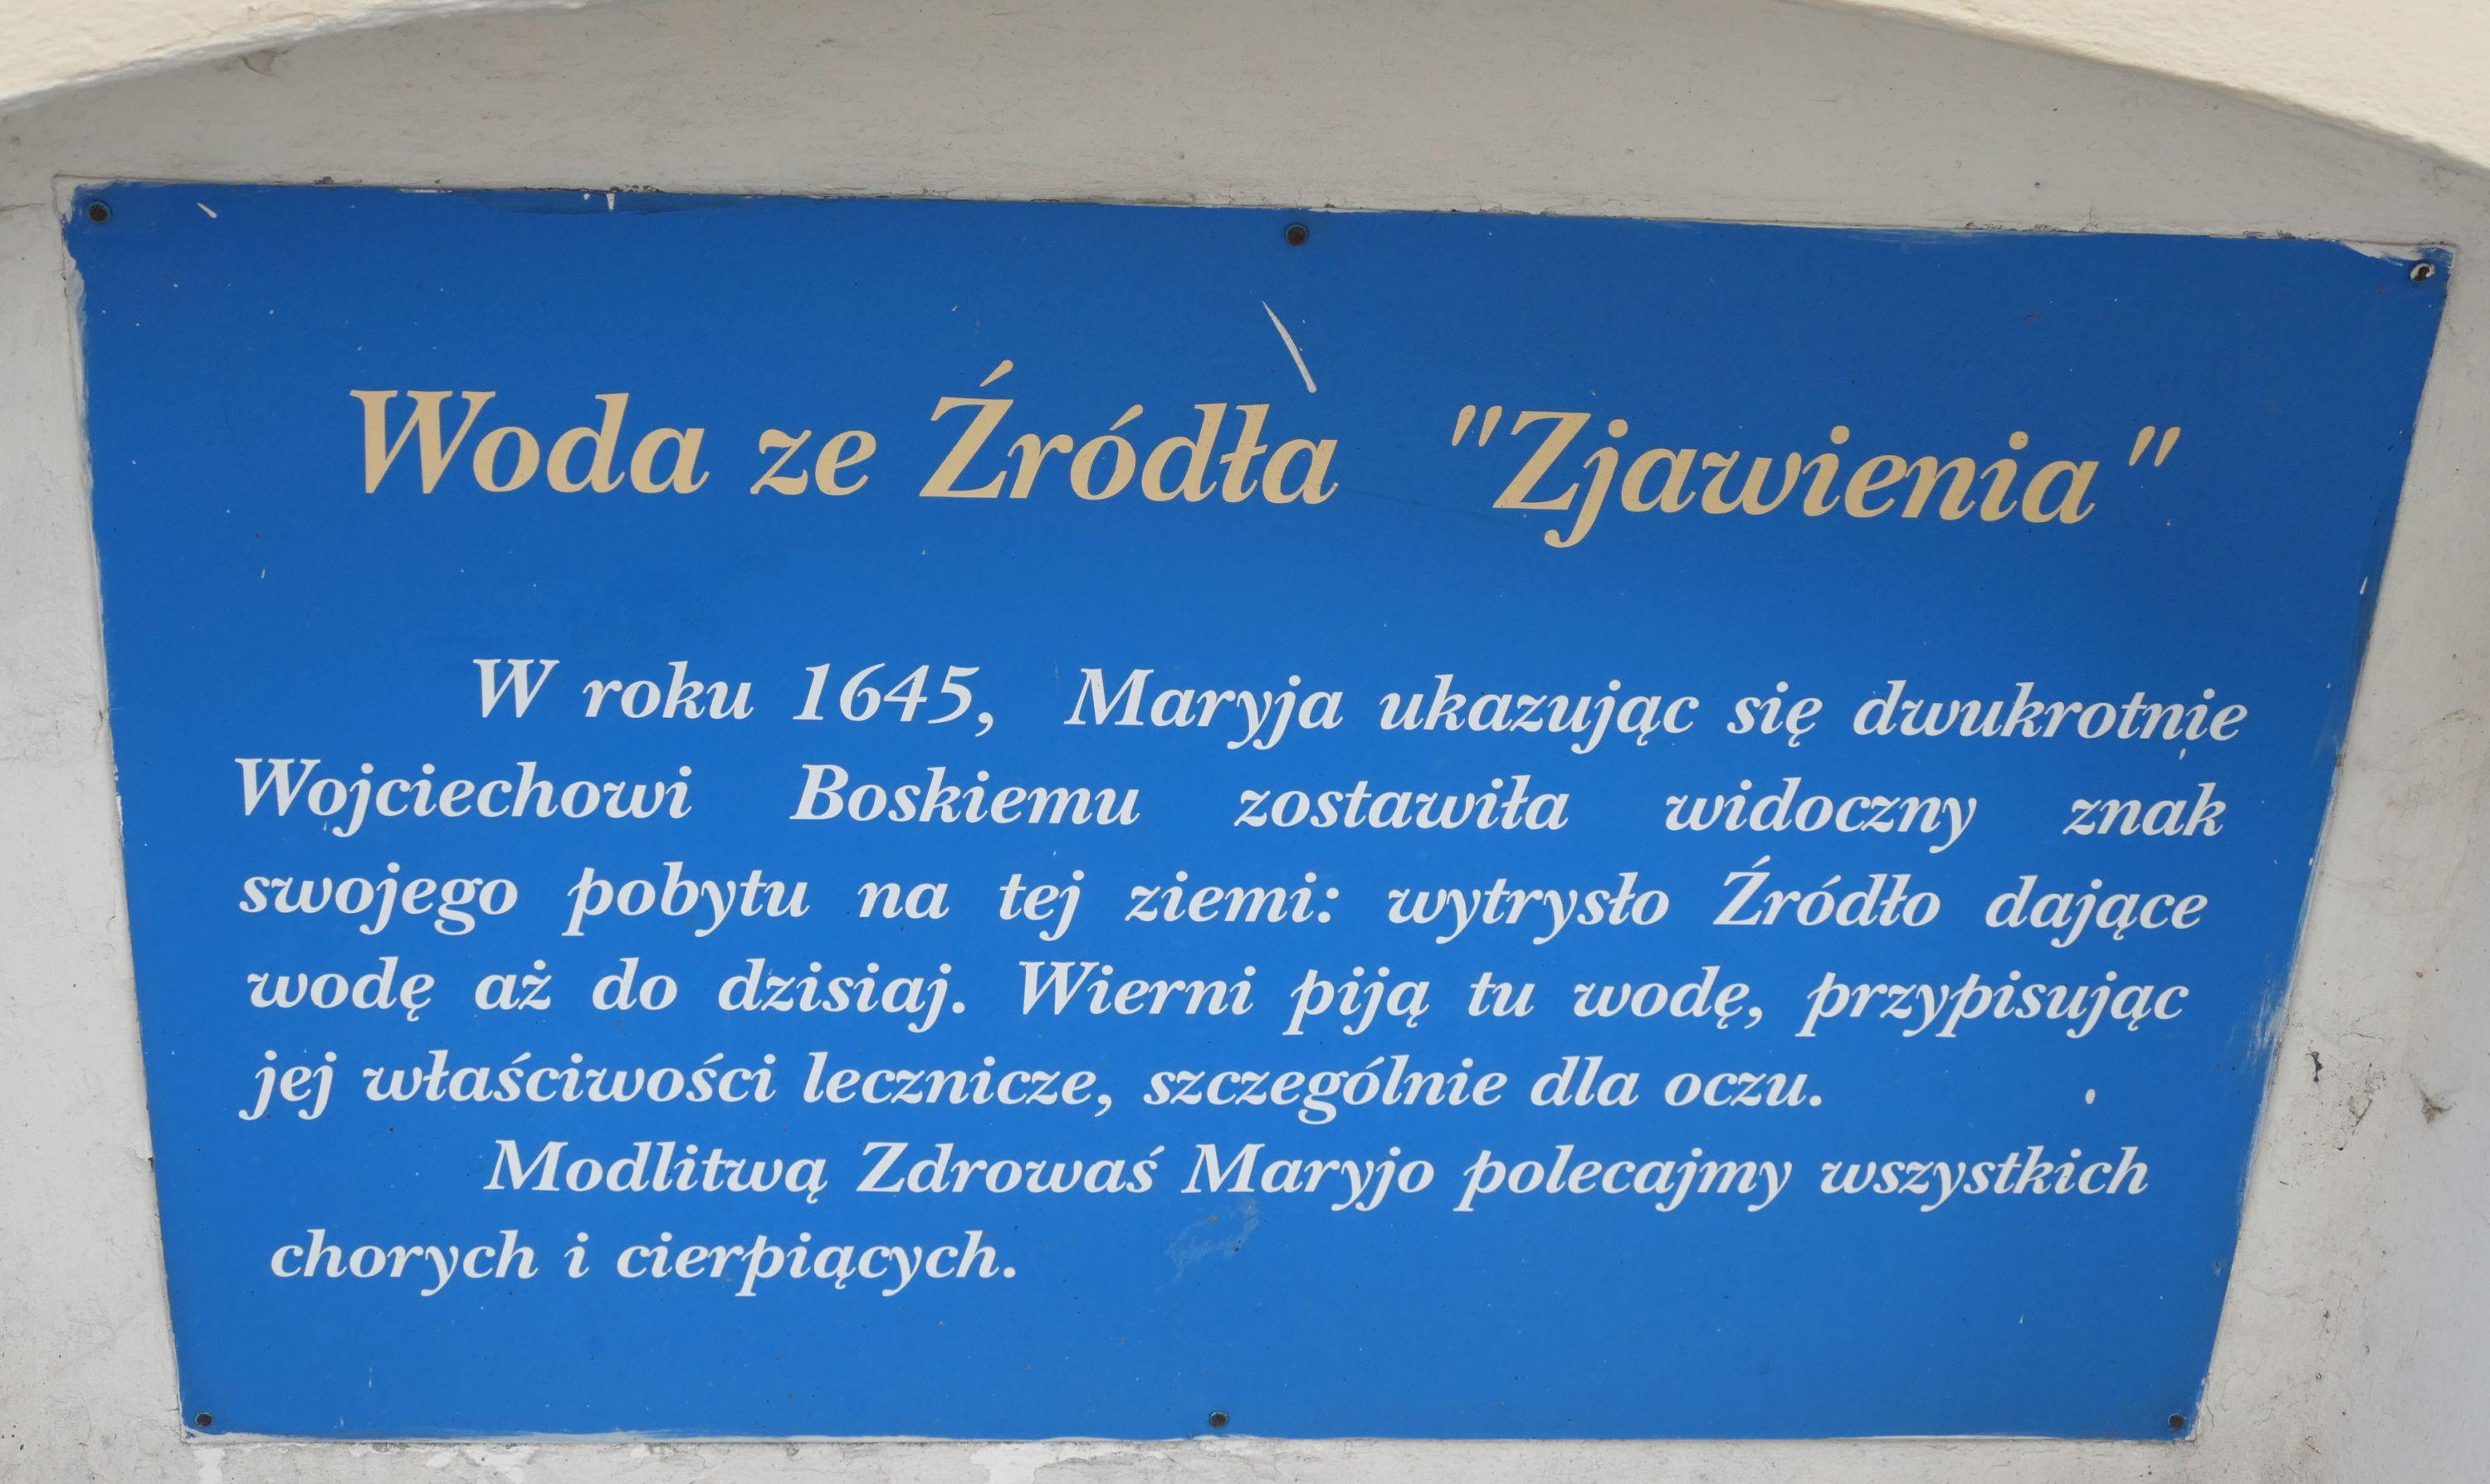 Woda ze Źródła "Zjawienia"
W roku 1645, Maryja ukazując się dwukrotnie
Wojciechowi Boskiemu zostawiła widoczny znak
swojego pobytu na tej ziemi: wytrysło Źródło dające
wodę aż do dzisiaj. Wierni piją tu wodę, przypisując
jej właściwości lecznicze, szczególnie dla oczu.
Modlitwą Zdrowaś Maryjo polecajmy wszystkich
chorych i cierpiących.